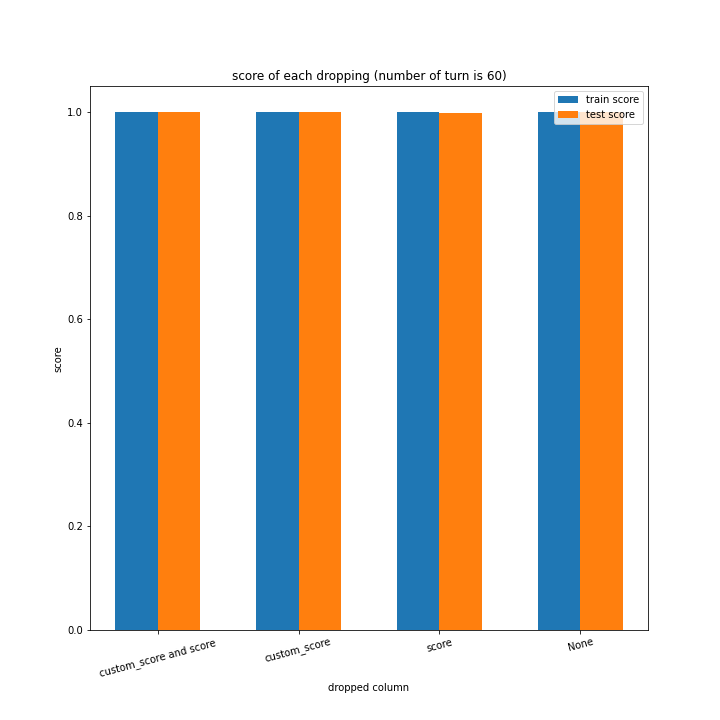 score of each dropping (number of turn is 60)
train score
test score
1.0
0.8
0.6
0.4
0.2
0.0
score
custom_score and score
custom_score
score
None
dropped column